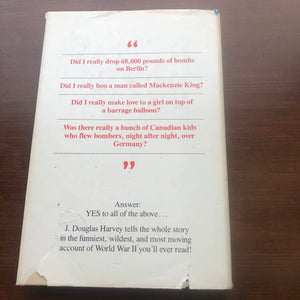 “
Did I really drop 68,000 pounds of bombs
on Berlin?
Did I really boo a man called Mackenzie King?
Did I really make love to a girl on top of
a barrage balloon?
Was there really a bunch of Canadian kids
who flew bombers, night after night, over
Germany?
”
Answer:
YES to all of the above...
J. Douglas Harvey tells the whole story
in the funniest, wildest, and most moving
account of World War II you'll ever read!